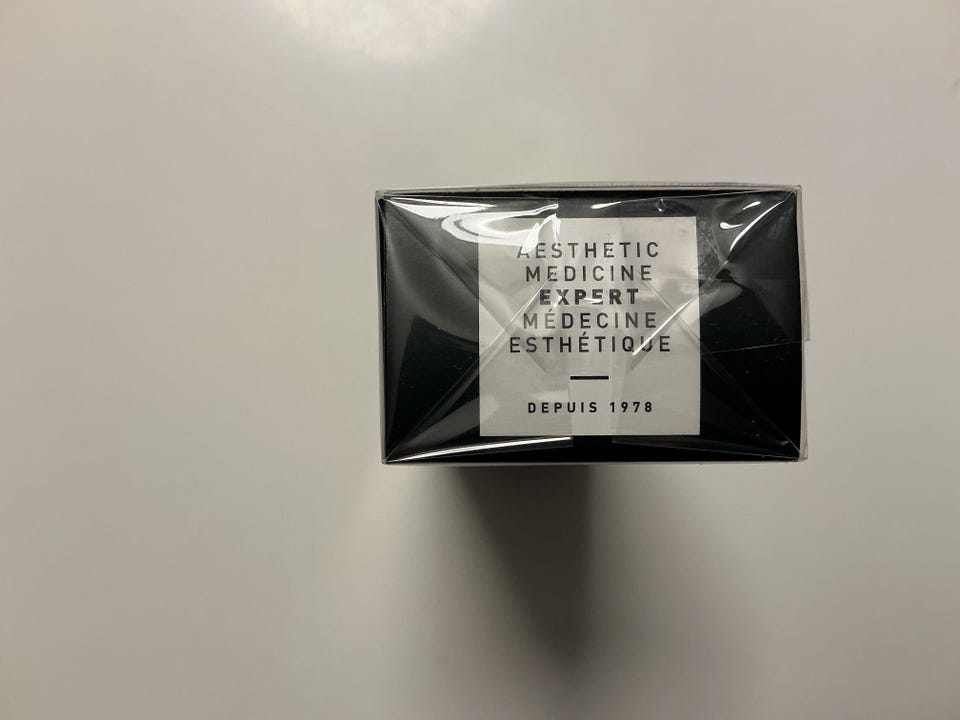 AESTHETIC
MEDICINE
EXPERT
MÉDECINE
ESTHÉTIQUE
DEPUIS 1978